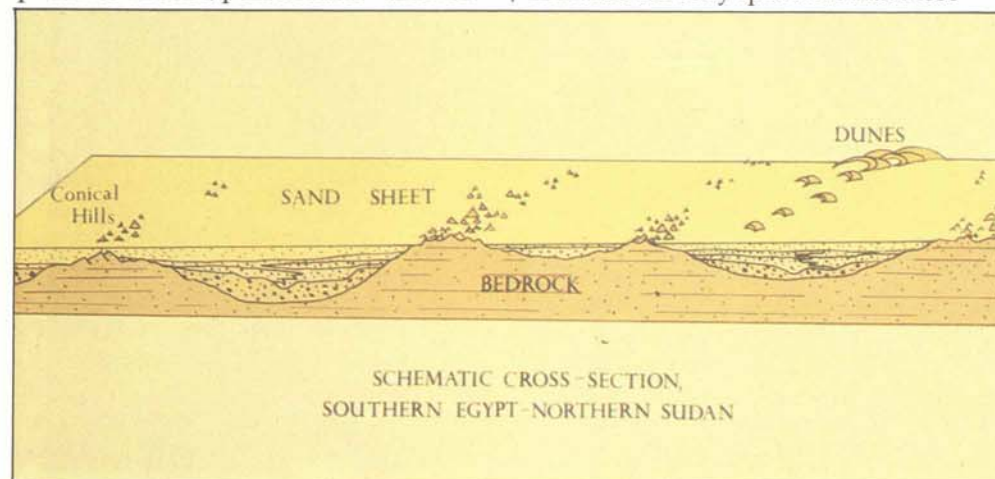 DUNES
Conical
Hills
SAND SHEET
BEDROCK
SCHEMATIC CROSS-SECTION,
SOUTHERN EGYPT-NORTHERN SUDAN